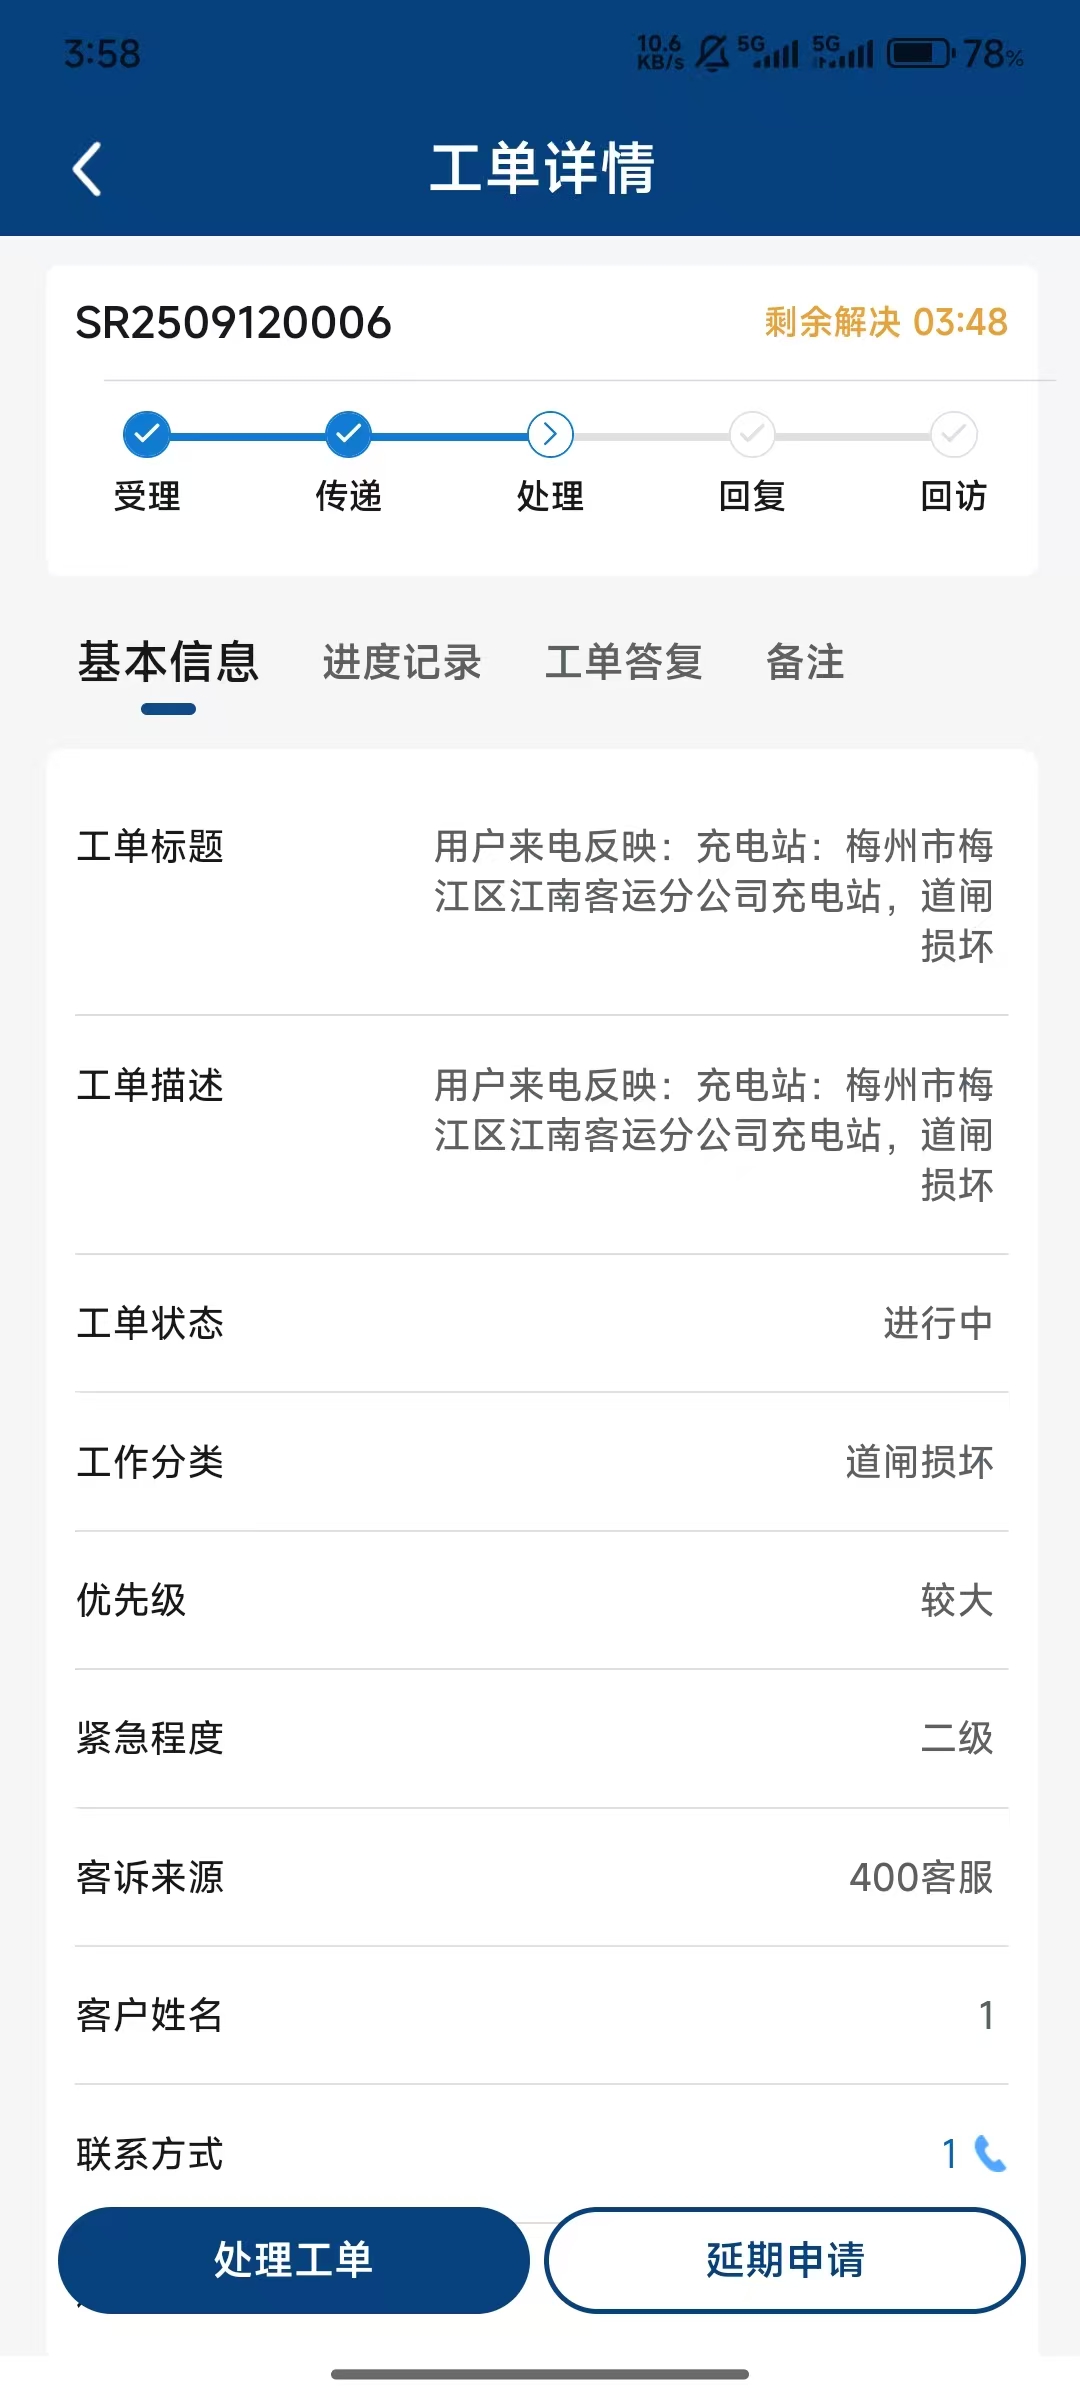 3:58
10.6 KB/s 5G 5G 78%
工单详情
SR2509120006 剩余解决 03:48
受理 传递 处理 回复 回访
基本信息 进度记录 工单答复 备注
工单标题 用户来电反映：充电站：梅州市梅
江区江南客运分公司充电站，道闸
损坏
工单描述 用户来电反映：充电站：梅州市梅
江区江南客运分公司充电站，道闸
损坏
工单状态 进行中
工作分类 道闸损坏
优先级 较大
紧急程度 二级
客诉来源 400客服
客户姓名 1
联系方式 1
处理工单 延期申请